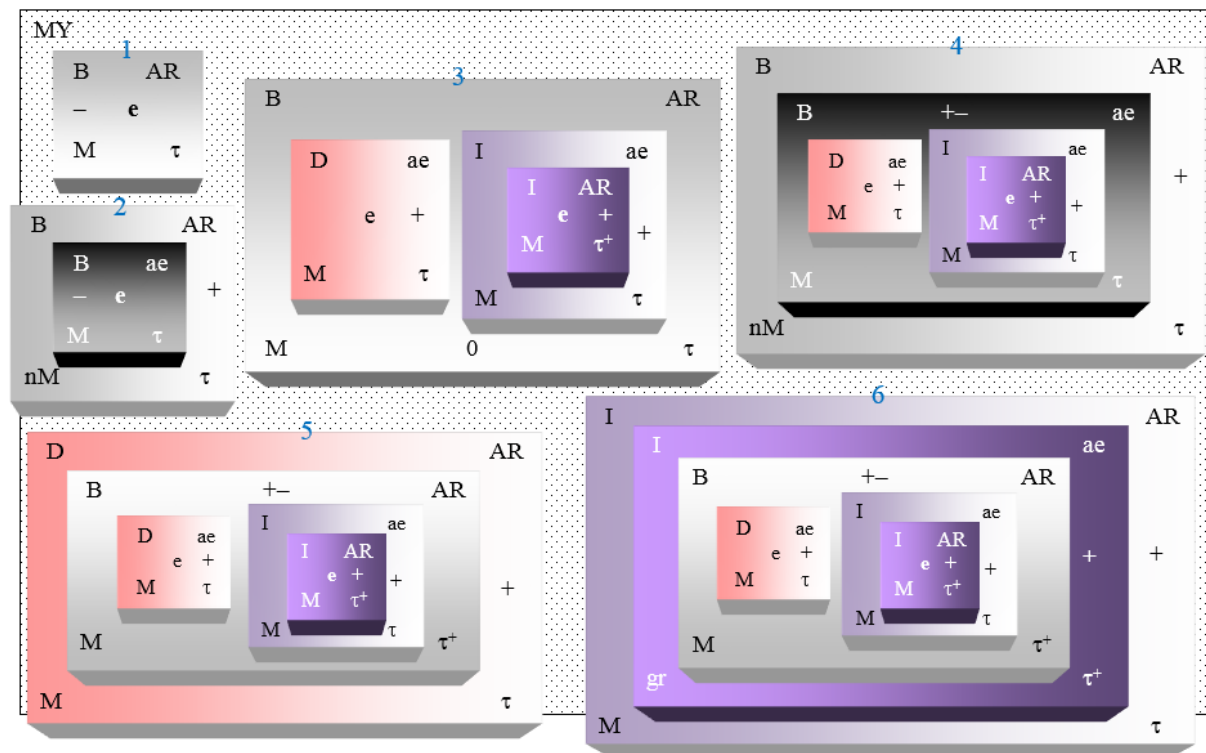 MY
1
B AR
– e
M τ
2
B AR
B ae
– e
+
M τ
nM τ
3
B AR
D ae
e +
M τ
I ae
I AR
e +
M τ⁺
+
M τ
M 0 τ
4
B AR
B +– ae
D ae
e +
M τ
I ae
I AR
e +
M τ⁺
+
M τ
+
M τ
nM τ
5
D AR
B +– AR
D ae
e +
M τ
I ae
I AR
e +
M τ⁺
+
M τ
M τ⁺
+
M τ
6
I AR
I ae
B +– AR
D ae
e +
M τ
I ae
I AR
e +
M τ⁺
+
M τ
M τ⁺
+
gr τ⁺
+
M τ